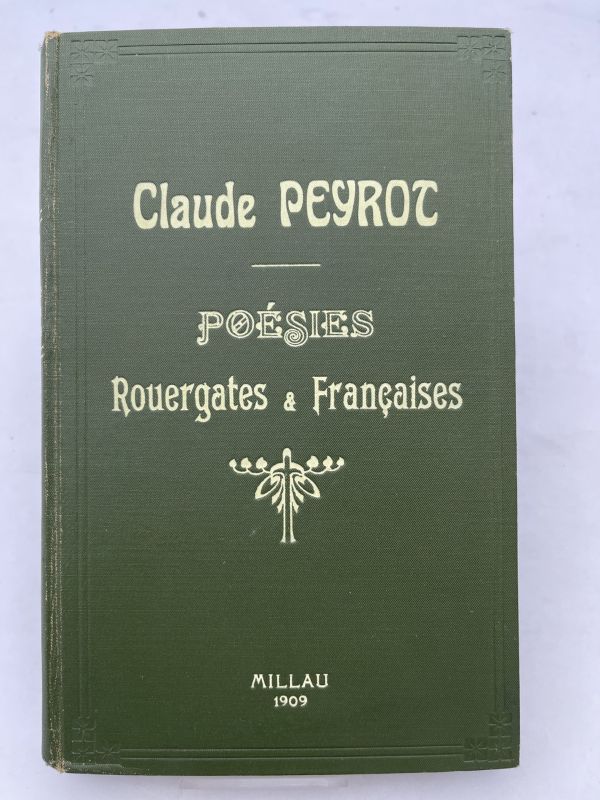 Claude PEYROT
POÉSIES
Rouergates & Françaises
MILLAU
1909